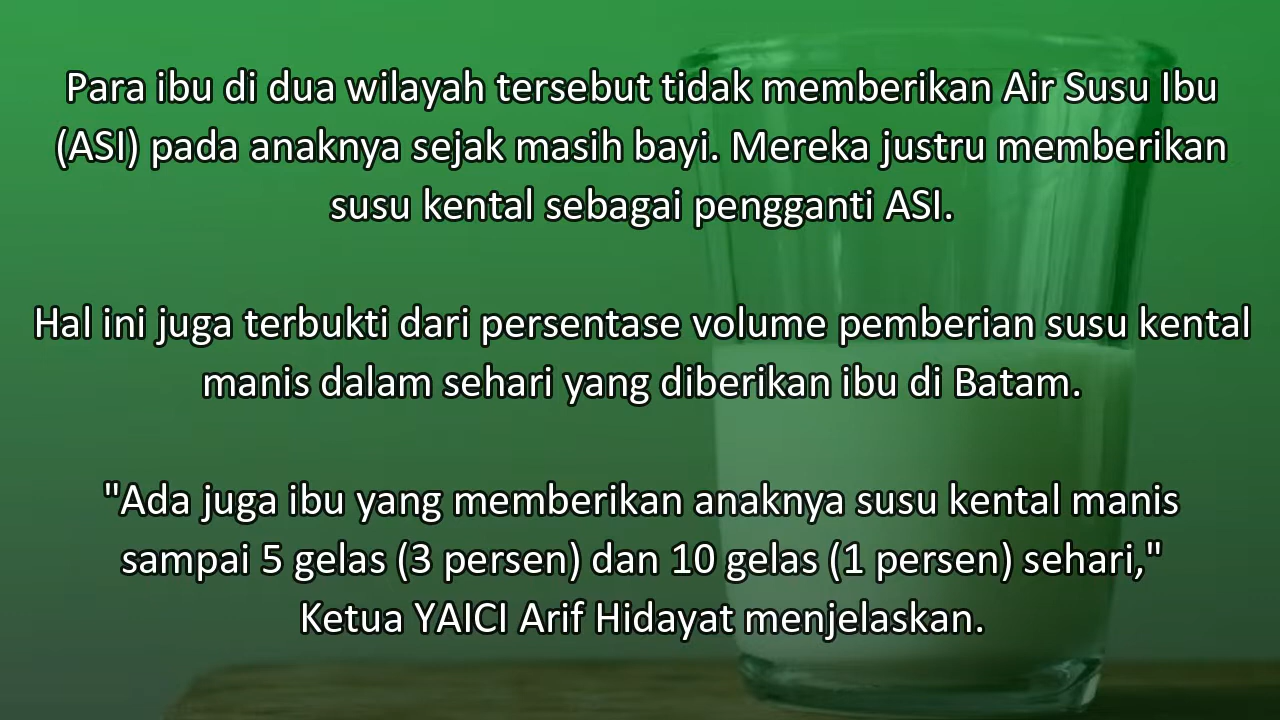 Para ibu di dua wilayah tersebut tidak memberikan Air Susu Ibu
(ASI) pada anaknya sejak masih bayi. Mereka justru memberikan
susu kental sebagai pengganti ASI.
Hal ini juga terbukti dari persentase volume pemberian susu kental
manis dalam sehari yang diberikan ibu di Batam.
"Ada juga ibu yang memberikan anaknya susu kental manis
sampai 5 gelas (3 persen) dan 10 gelas (1 persen) sehari,"
Ketua YAICI Arif Hidayat menjelaskan.